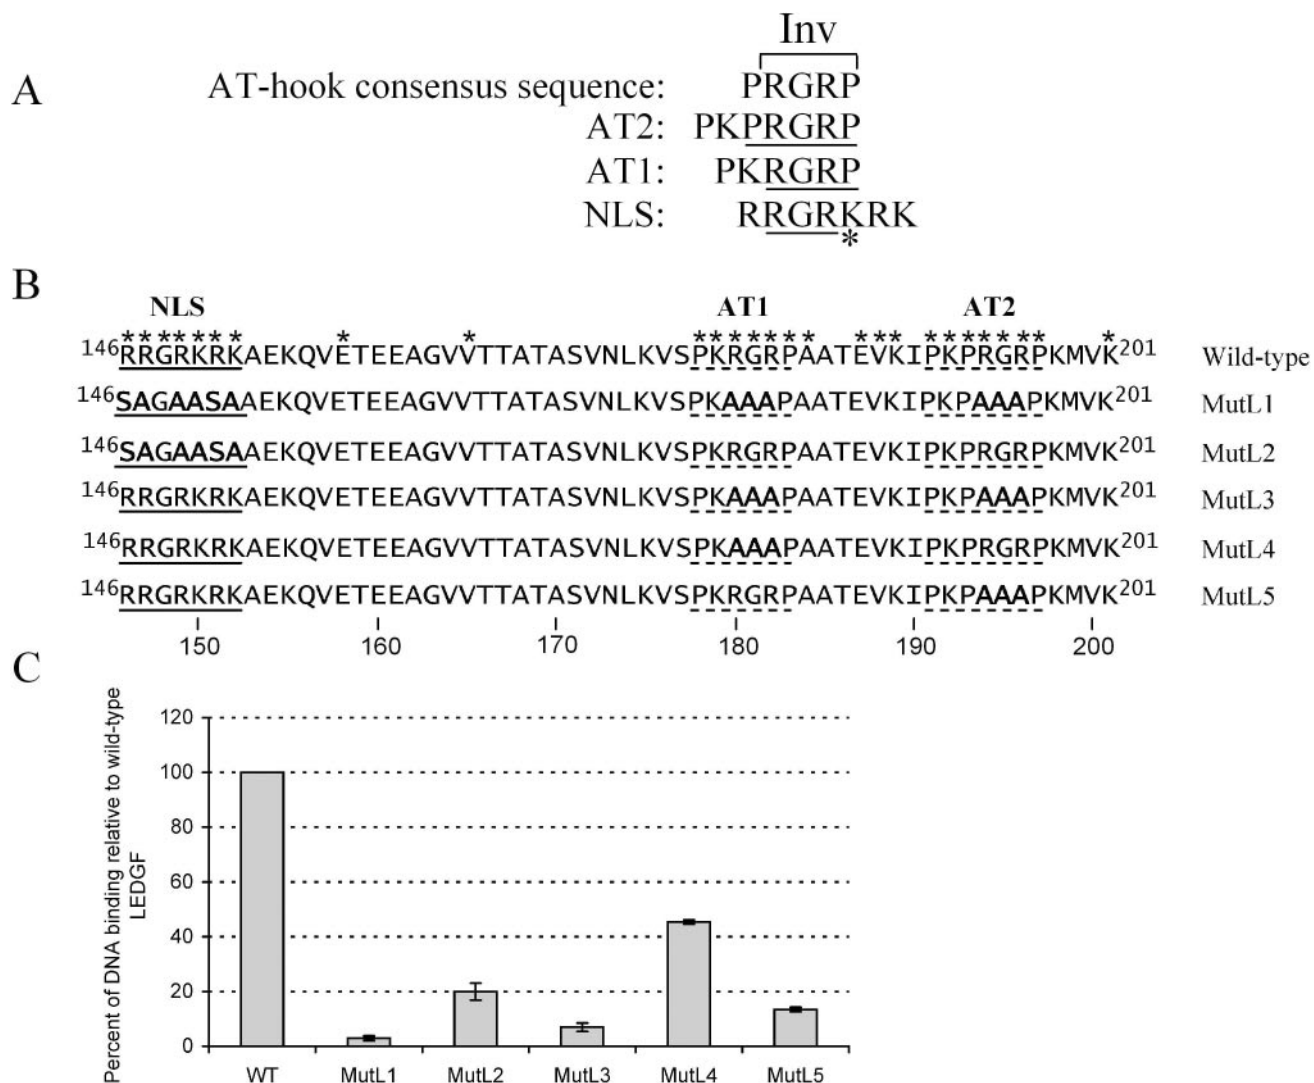 A
Inv
AT-hook consensus sequence: PRGRP
AT2: PKPRGRP
AT1: PKRGRP
NLS: RRGRKRK
*
B
NLS AT1 AT2
******* * * ******* *** ******* *
146RRGRKRKAEKQVETEEAGVVTTATASVNLKVSPKRGRPAATEVKIPKPRGRPKMVK201 Wild-type
146SAGAASAAEKQVETEEAGVVTTATASVNLKVSPKAAAPAATEVKIPKPAAAPKMVK201 MutL1
146SAGAASAAEKQVETEEAGVVTTATASVNLKVSPKRGRPAATEVKIPKPRGRPKMVK201 MutL2
146RRGRKRKAEKQVETEEAGVVTTATASVNLKVSPKAAAPAATEVKIPKPAAAPKMVK201 MutL3
146RRGRKRKAEKQVETEEAGVVTTATASVNLKVSPKAAAPAATEVKIPKPRGRPKMVK201 MutL4
146RRGRKRKAEKQVETEEAGVVTTATASVNLKVSPKRGRPAATEVKIPKPAAAPKMVK201 MutL5
150 160 170 180 190 200
C
Percent of DNA binding relative to wild-type
LEDGF
120
100
80
60
40
20
0
WT MutL1 MutL2 MutL3 MutL4 MutL5